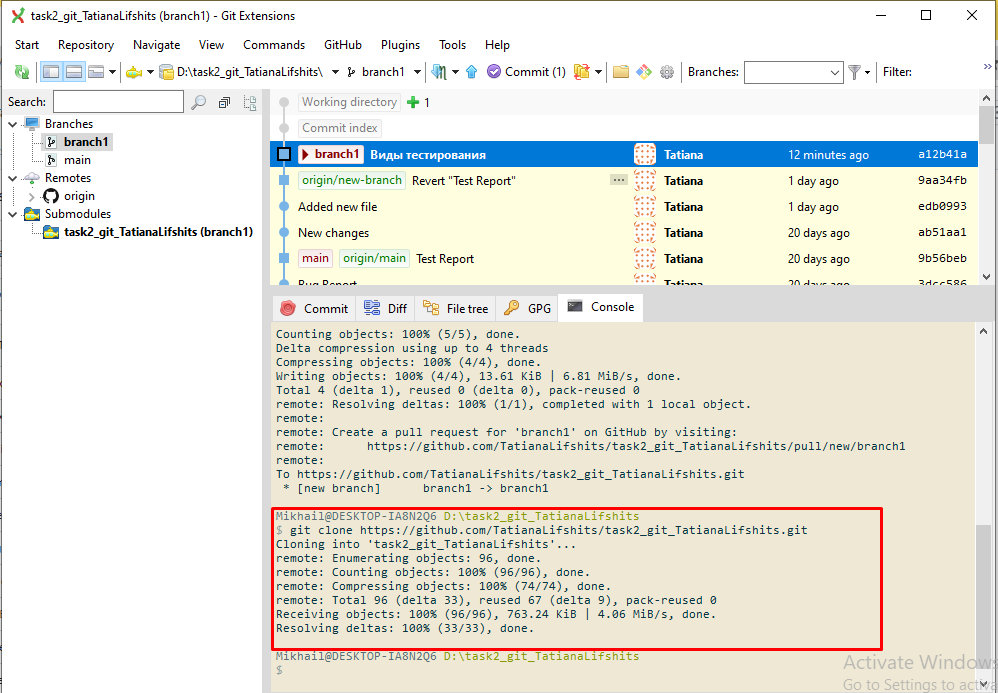 task2_git_TatianaLifshits (branch1) - Git Extensions
Start Repository Navigate View Commands GitHub Plugins Tools Help
D:\task2_git_TatianaLifshits\ branch1 Commit (1) Branches: Filter:
Search:
Branches
branch1
main
Remotes
origin
Submodules
task2_git_TatianaLifshits (branch1)
Working directory 1
Commit index
branch1 Виды тестирования Tatiana 12 minutes ago a12b41a
origin/new-branch Revert "Test Report" ... Tatiana 1 day ago 9aa34fb
Added new file Tatiana 1 day ago edb0993
New changes Tatiana 20 days ago ab51aa1
main origin/main Test Report Tatiana 20 days ago 9b56beb
Bug Report Tatiana 20 days ago 3dcc586
Commit Diff File tree GPG Console
Counting objects: 100% (5/5), done.
Delta compression using up to 4 threads
Compressing objects: 100% (4/4), done.
Writing objects: 100% (4/4), 13.61 KiB | 6.81 MiB/s, done.
Total 4 (delta 1), reused 0 (delta 0), pack-reused 0
remote: Resolving deltas: 100% (1/1), completed with 1 local object.
remote:
remote: Create a pull request for 'branch1' on GitHub by visiting:
remote:      https://github.com/TatianaLifshits/task2_git_TatianaLifshits/pull/new/branch1
remote:
To https://github.com/TatianaLifshits/task2_git_TatianaLifshits.git
* [new branch]      branch1 -> branch1
Mikhail@DESKTOP-IA8N2Q6 D:\task2_git_TatianaLifshits
$ git clone https://github.com/TatianaLifshits/task2_git_TatianaLifshits.git
Cloning into 'task2_git_TatianaLifshits'...
remote: Enumerating objects: 96, done.
remote: Counting objects: 100% (96/96), done.
remote: Compressing objects: 100% (74/74), done.
remote: Total 96 (delta 33), reused 67 (delta 9), pack-reused 0
Receiving objects: 100% (96/96), 763.24 KiB | 4.06 MiB/s, done.
Resolving deltas: 100% (33/33), done.
Mikhail@DESKTOP-IA8N2Q6 D:\task2_git_TatianaLifshits
$
Activate Windows
Go to Settings to activa